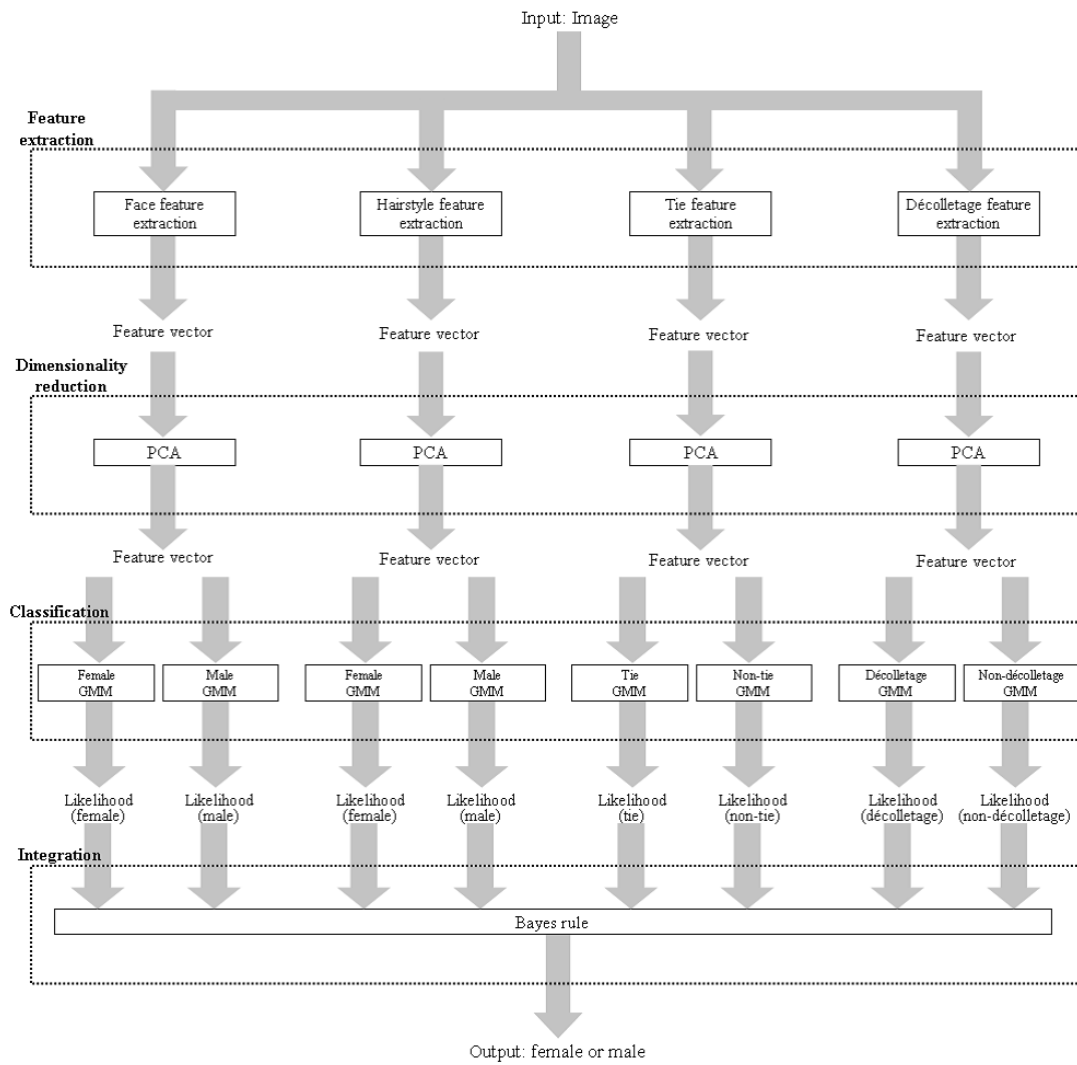 Input: Image
Feature
extraction
Face feature
extraction
Hairstyle feature
extraction
Tie feature
extraction
Décolletage feature
extraction
Feature vector
Feature vector
Feature vector
Feature vector
Dimensionality
reduction
PCA
PCA
PCA
PCA
Feature vector
Feature vector
Feature vector
Feature vector
Classification
Female
GMM
Male
GMM
Female
GMM
Male
GMM
Tie
GMM
Non-tie
GMM
Décolletage
GMM
Non-décolletage
GMM
Likelihood
(female)
Likelihood
(male)
Likelihood
(female)
Likelihood
(male)
Likelihood
(tie)
Likelihood
(non-tie)
Likelihood
(décolletage)
Likelihood
(non-décolletage)
Integration
Bayes rule
Output: female or male